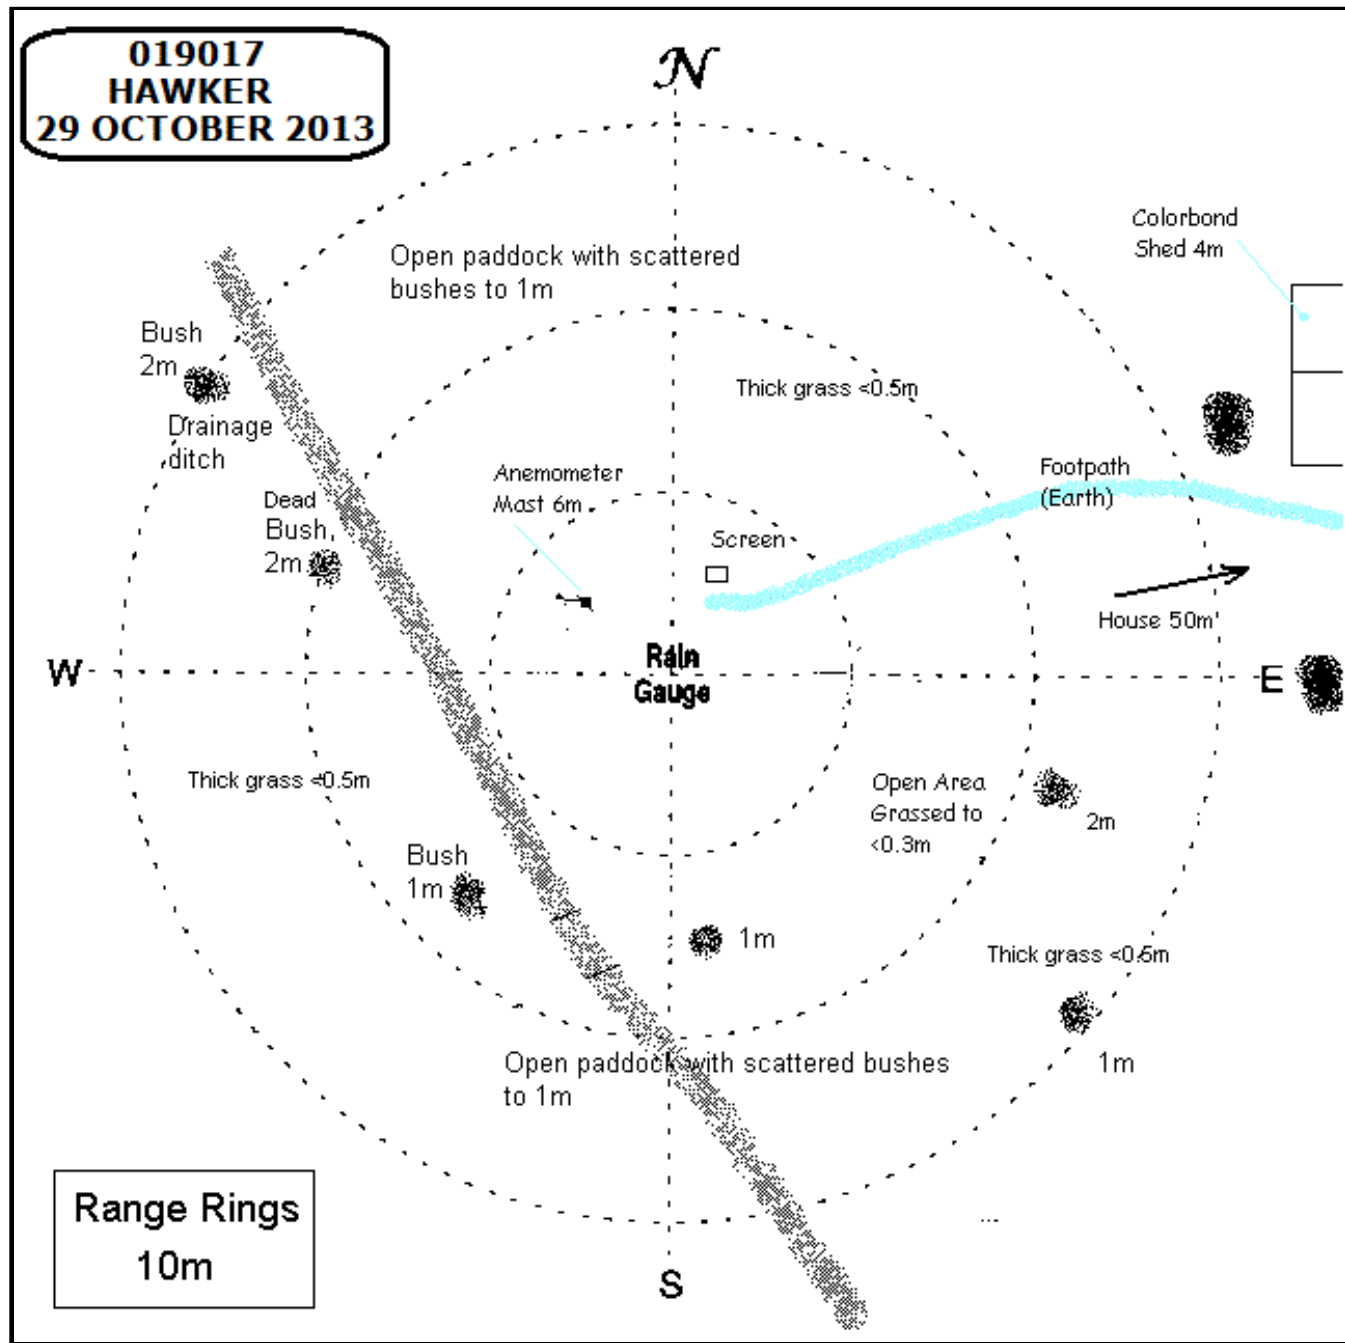 019017
HAWKER
29 OCTOBER 2013
N
Colorbond
Shed 4m
Open paddock with scattered
bushes to 1m
Bush
2m
Thick grass <0.5m
Drainage
ditch
Anemometer
Mast 6m
Footpath
(Earth)
Dead
Bush
2m
Screen
House 50m
W
Rain
Gauge
E
Thick grass <0.5m
Open Area
Grassed to
<0.3m
2m
Bush
1m
1m
Thick grass <0.5m
Open paddock with scattered bushes
to 1m
1m
Range Rings
10m
S